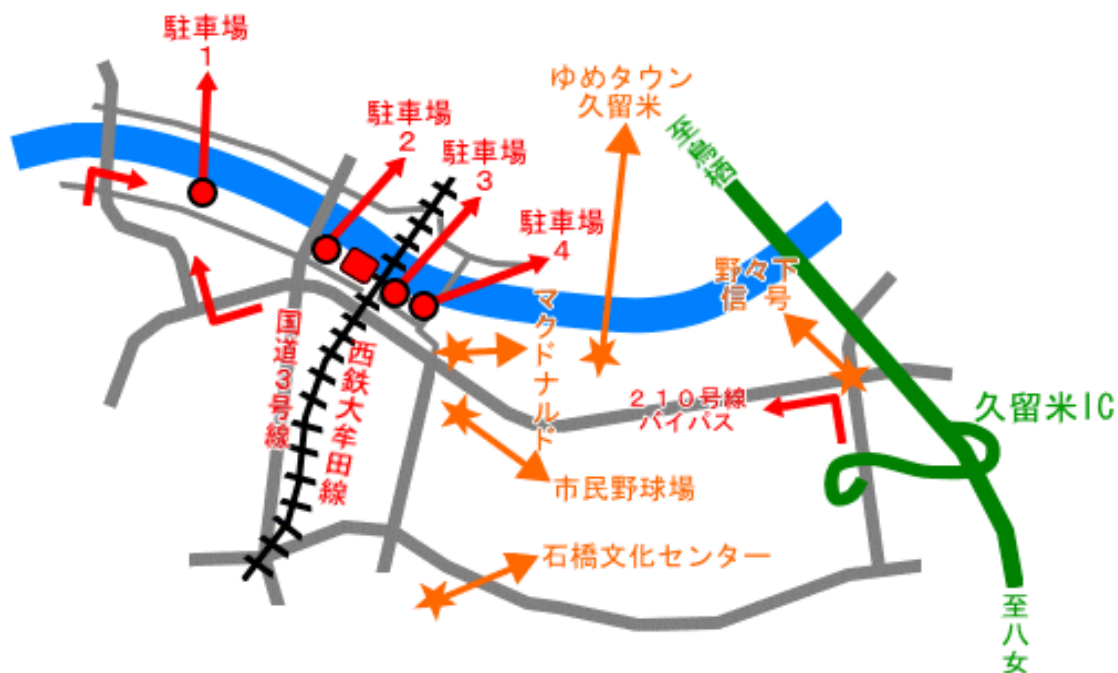 駐車場
1
駐車場
2
駐車場
3
駐車場
4
ゆめタウン
久留米
至鳥栖
野々下
信号
マクドナルド
国道3号線
西鉄大牟田線
210号線
バイパス
久留米IC
市民野球場
石橋文化センター
至八女